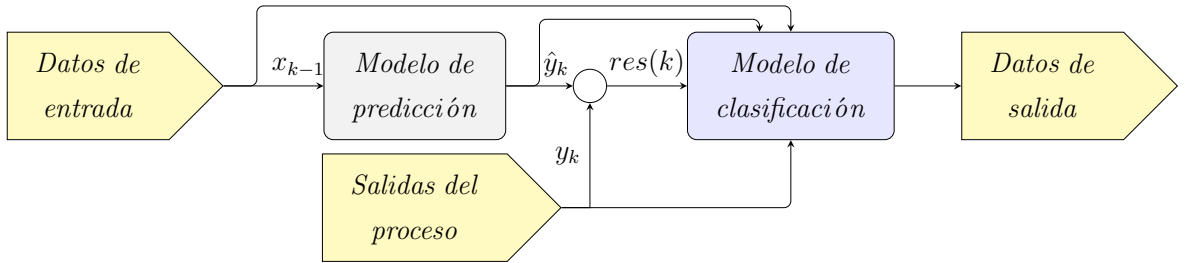 Datos de
entrada
x_{k-1}
Modelo de
predicción
ŷ_k
res(k)
Modelo de
clasificación
Datos de
salida
y_k
Salidas del
proceso